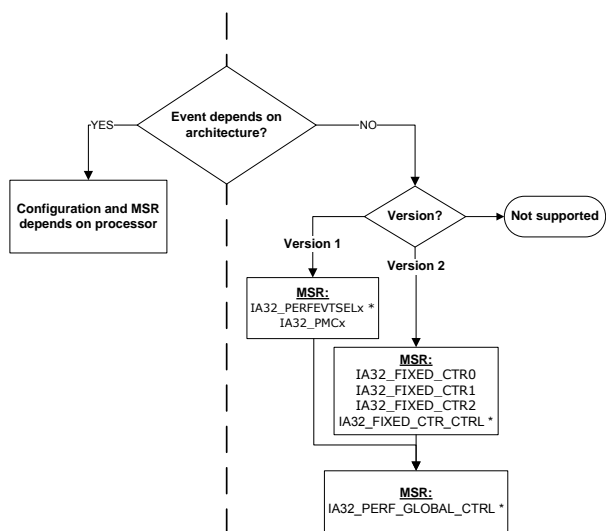 Event depends on
architecture?
YES
NO
Configuration and MSR
depends on processor
Version?
Not supported
Version 1
Version 2
MSR:
IA32_PERFEVTSELx *
IA32_PMCx
MSR:
IA32_FIXED_CTR0
IA32_FIXED_CTR1
IA32_FIXED_CTR2
IA32_FIXED_CTR_CTRL *
MSR:
IA32_PERF_GLOBAL_CTRL *